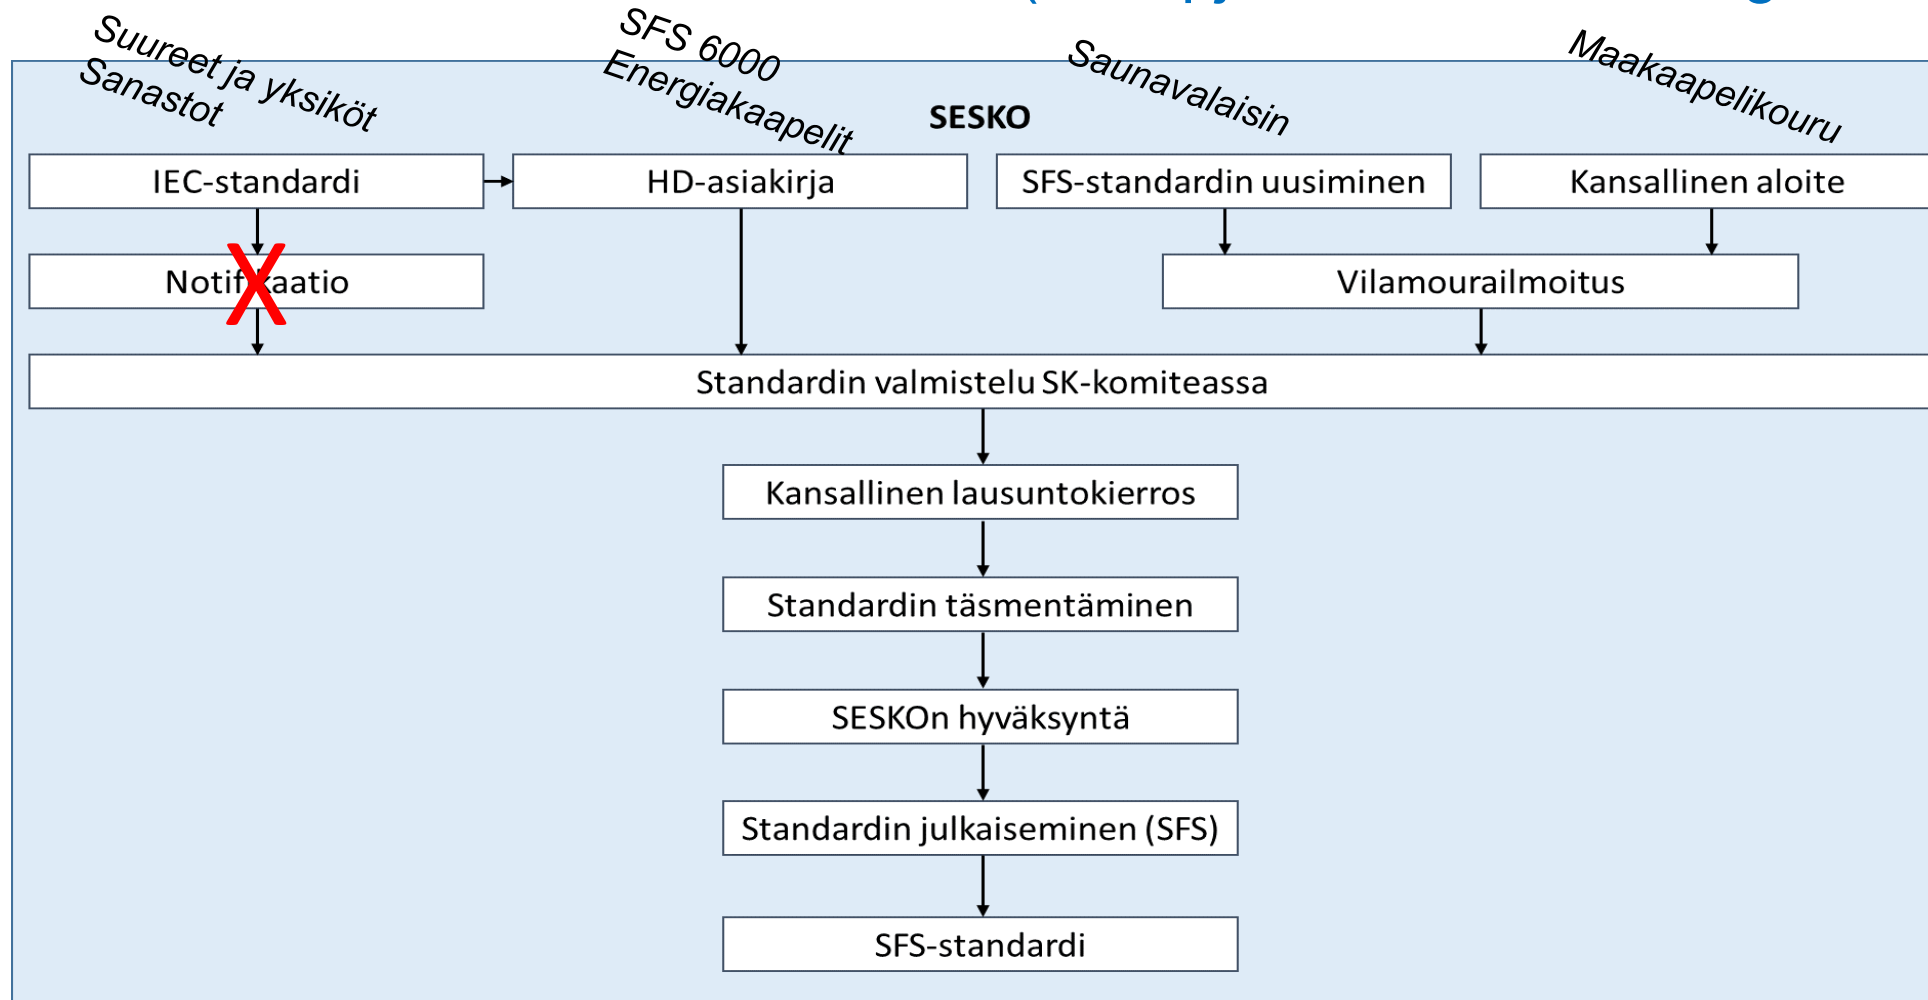 Suureet ja yksiköt
Sanastot
SFS 6000
Energiakaapelit
Saunavalaisin
Maakaapelikouru
SESKO
IEC-standardi
HD-asiakirja
SFS-standardin uusiminen
Kansallinen aloite
X
Vilamourailmoitus
Standardin valmistelu SK-komiteassa
Kansallinen lausuntokierros
Standardin täsmentäminen
SESKOn hyväksyntä
Standardin julkaiseminen (SFS)
SFS-standardi